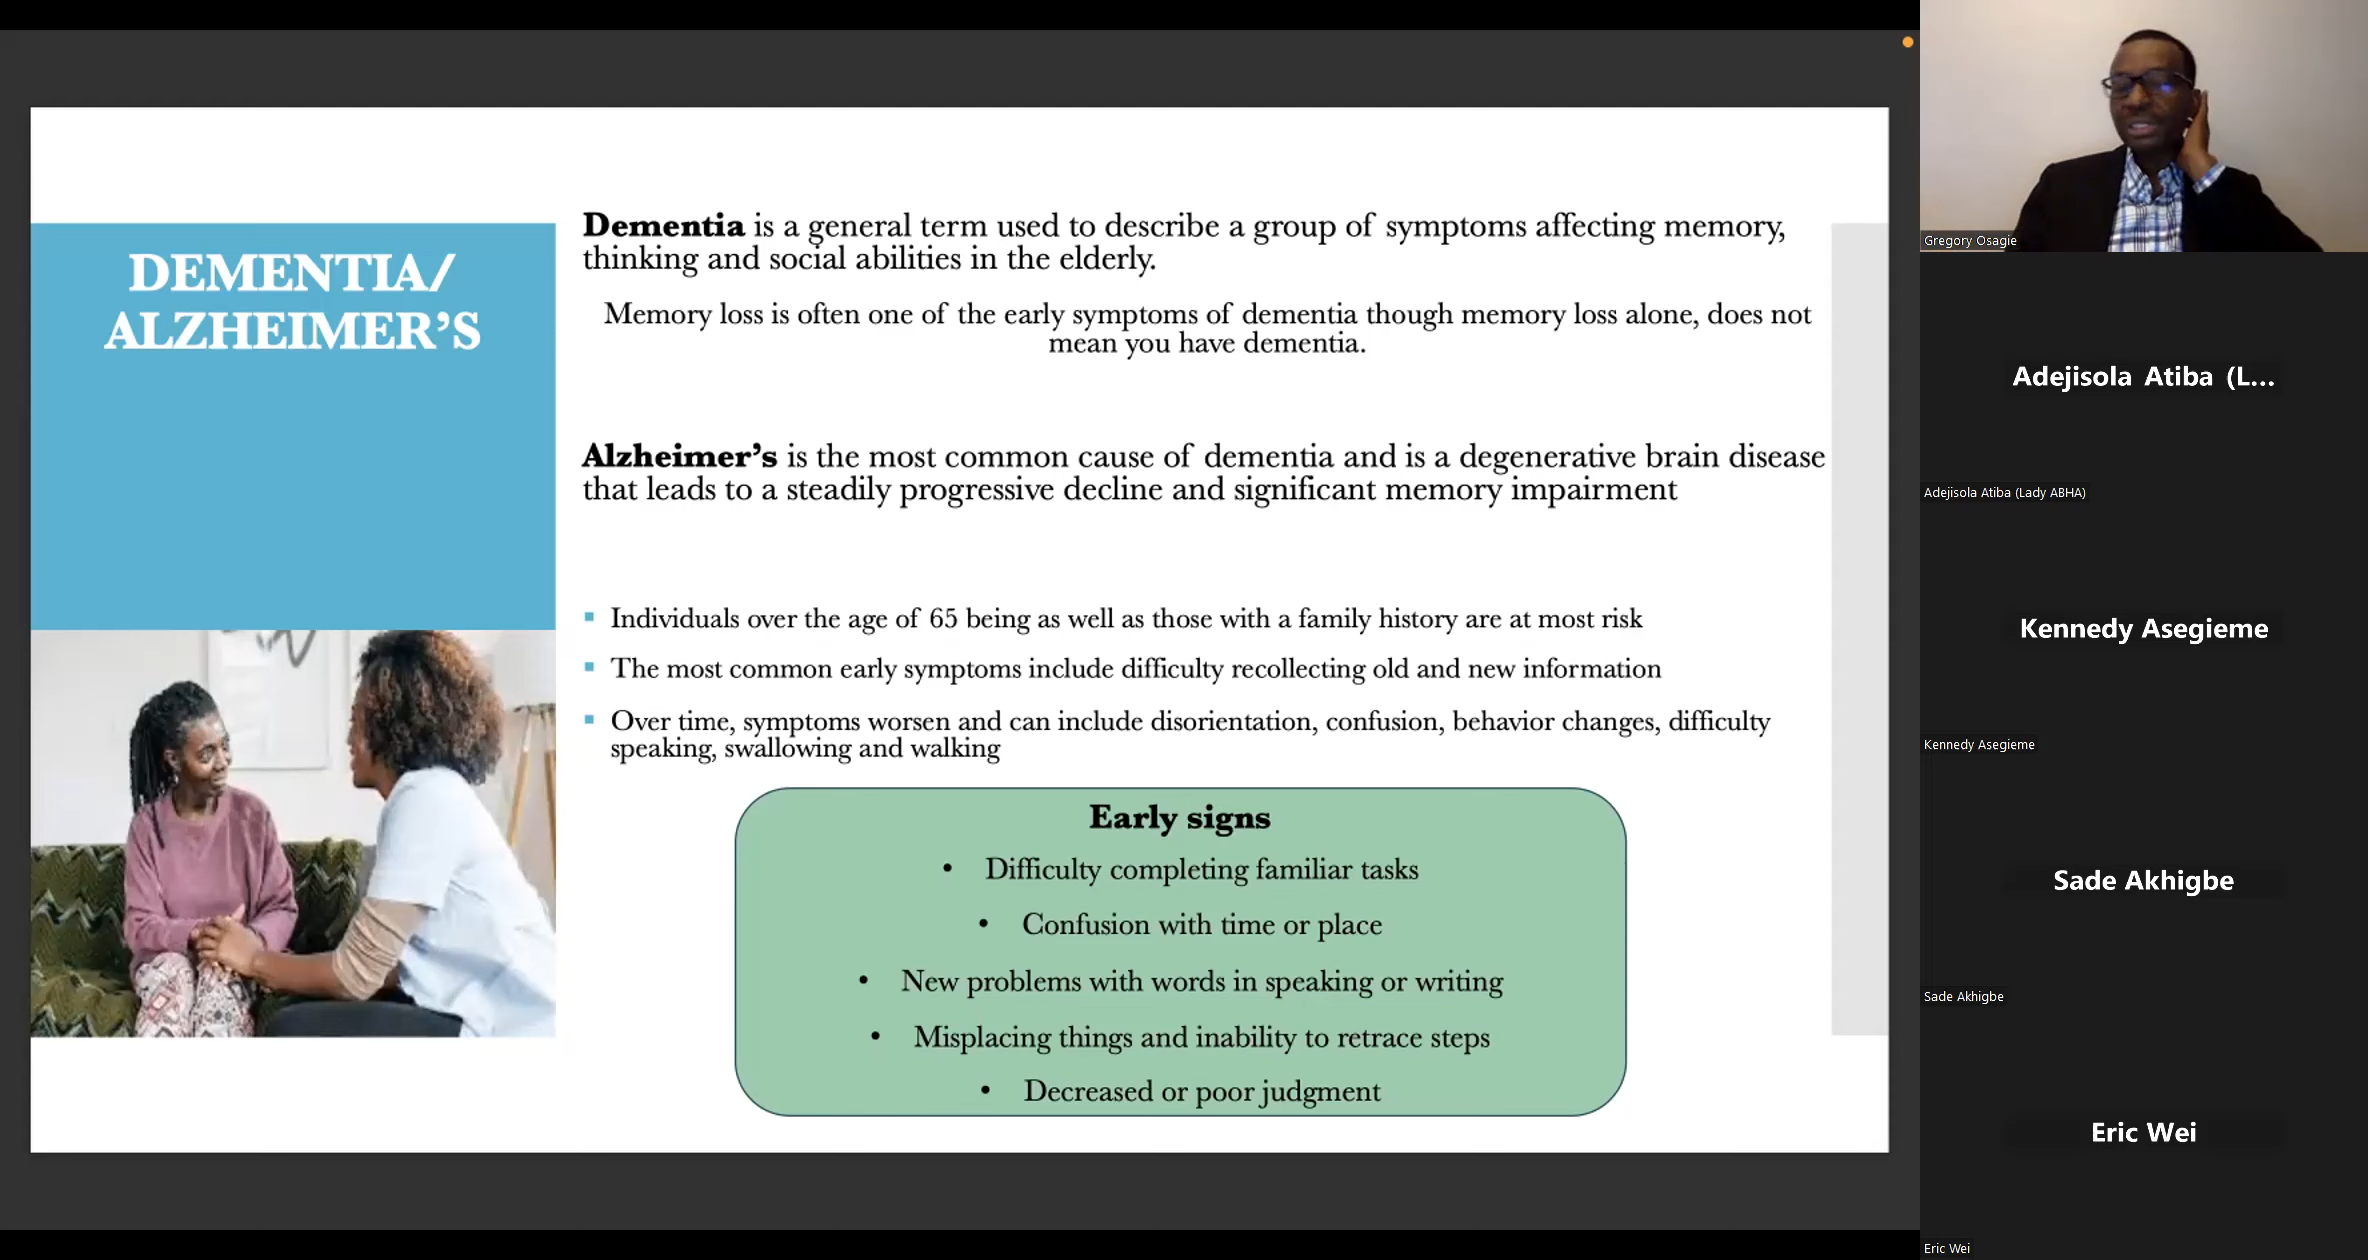 DEMENTIA/
ALZHEIMER’S
Dementia is a general term used to describe a group of symptoms affecting memory,
thinking and social abilities in the elderly.
Memory loss is often one of the early symptoms of dementia though memory loss alone, does not
mean you have dementia.
Alzheimer’s is the most common cause of dementia and is a degenerative brain disease
that leads to a steadily progressive decline and significant memory impairment
▪ Individuals over the age of 65 being as well as those with a family history are at most risk
▪ The most common early symptoms include difficulty recollecting old and new information
▪ Over time, symptoms worsen and can include disorientation, confusion, behavior changes, difficulty
speaking, swallowing and walking
Early signs
• Difficulty completing familiar tasks
• Confusion with time or place
• New problems with words in speaking or writing
• Misplacing things and inability to retrace steps
• Decreased or poor judgment
Gregory Osagie
Adejisola Atiba (L...
Adejisola Atiba (Lady ABHA)
Kennedy Asegieme
Kennedy Asegieme
Sade Akhigbe
Sade Akhigbe
Eric Wei
Eric Wei